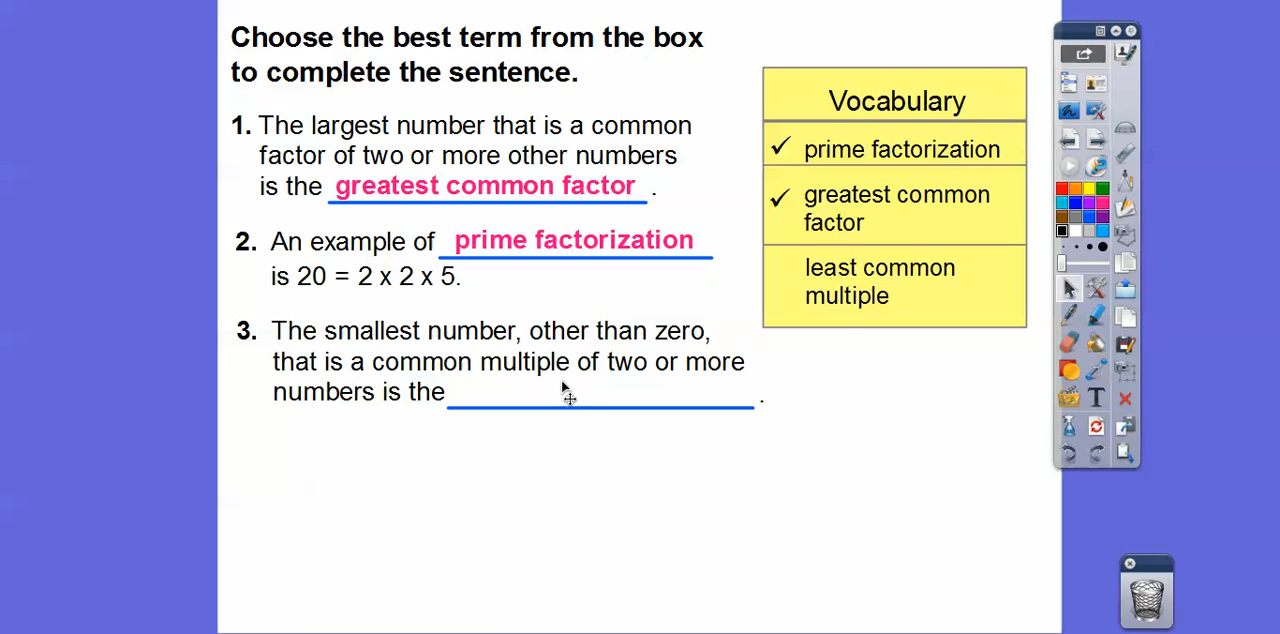 Choose the best term from the box
to complete the sentence.
1. The largest number that is a common
factor of two or more other numbers
is the greatest common factor .
2. An example of prime factorization
is 20 = 2 x 2 x 5.
3. The smallest number, other than zero,
that is a common multiple of two or more
numbers is the .
Vocabulary
✓ prime factorization
✓ greatest common
factor
least common
multiple
T